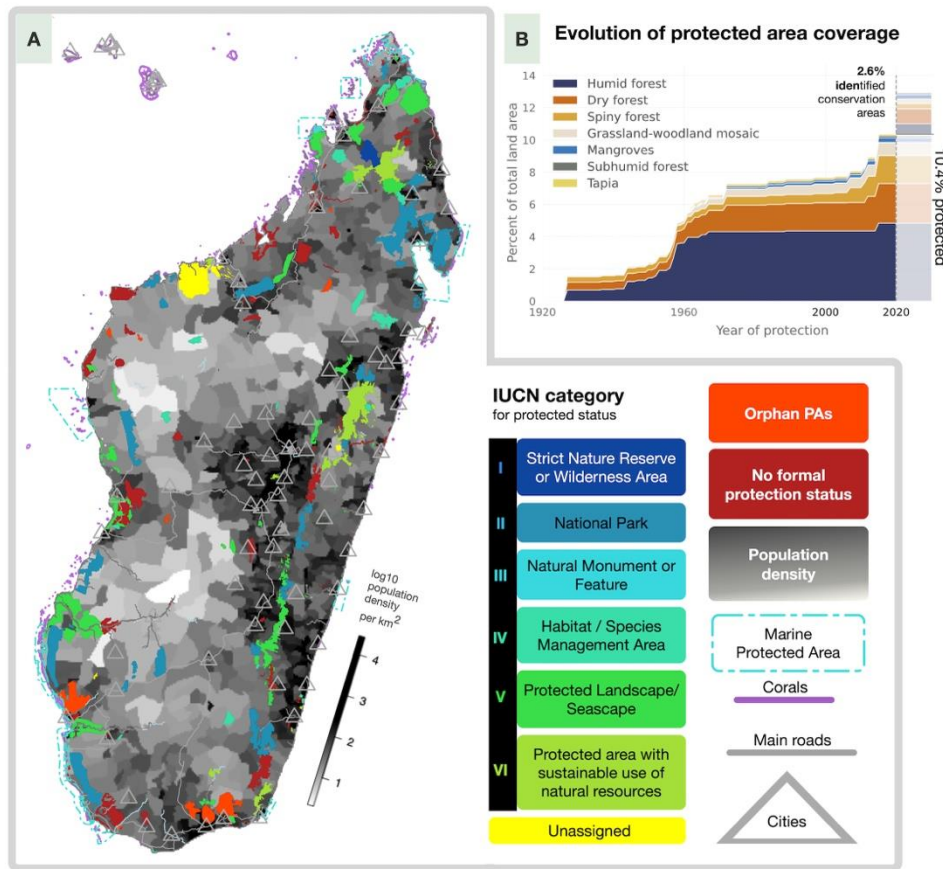 A
B
Evolution of protected area coverage
2.6%
identified
conservation
areas
Percent of total land area
14
12
10
8
6
4
2
0
Humid forest
Dry forest
Spiny forest
Grassland-woodland mosaic
Mangroves
Subhumid forest
Tapia
10.4% protected
1920
1960
2000
2020
Year of protection
log10
population
density
per km2
4
3
2
1
IUCN category
for protected status
I
Strict Nature Reserve
or Wilderness Area
II
National Park
III
Natural Monument or
Feature
IV
Habitat / Species
Management Area
V
Protected Landscape/
Seascape
VI
Protected area with
sustainable use of
natural resources
Unassigned
Orphan PAs
No formal
protection status
Population
density
Marine
Protected Area
Corals
Main roads
Cities